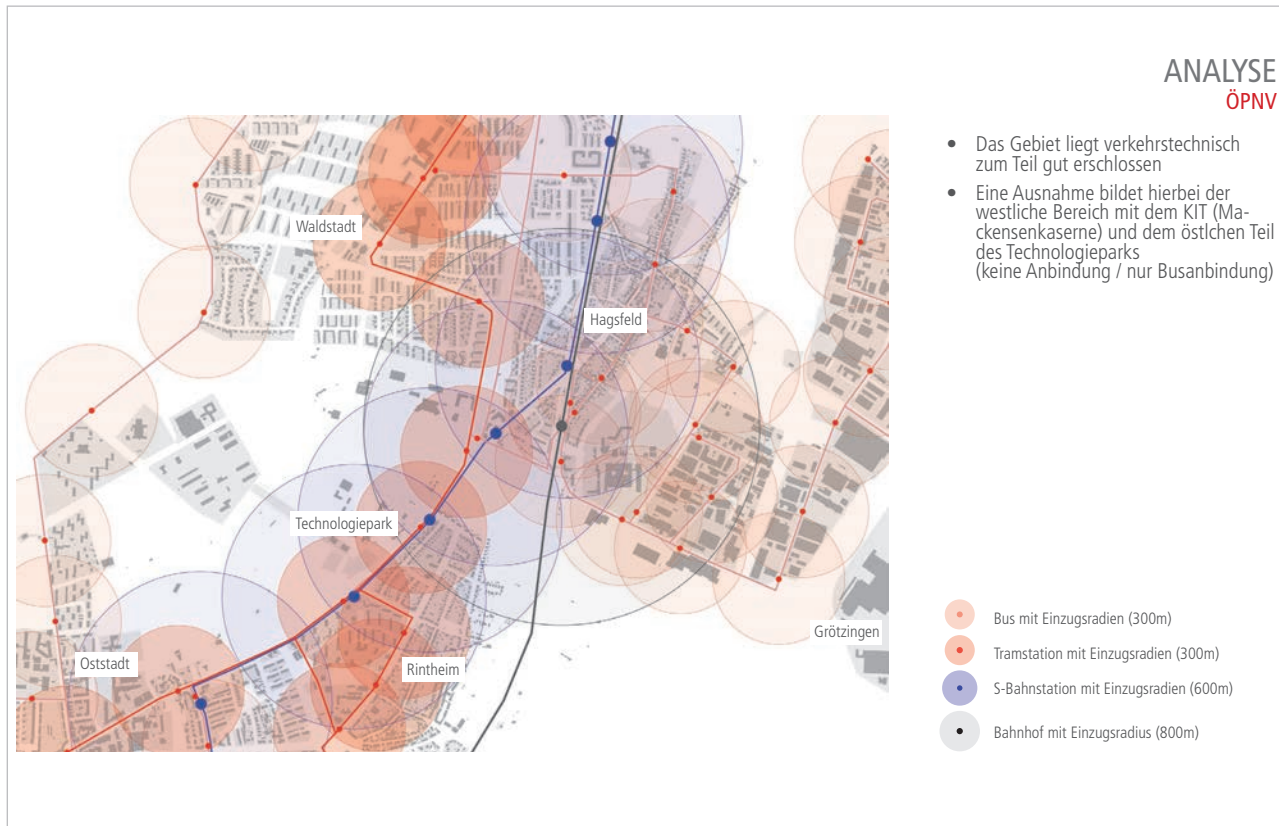 ANALYSE
ÖPNV
• Das Gebiet liegt verkehrstechnisch
zum Teil gut erschlossen
• Eine Ausnahme bildet hierbei der
westliche Bereich mit dem KIT (Ma-
ckensenkaserne) und dem östlchen Teil
des Technologieparks
(keine Anbindung / nur Busanbindung)
Waldstadt
Hagsfeld
Technologiepark
Oststadt
Rintheim
Grötzingen
Bus mit Einzugsradien (300m)
Tramstation mit Einzugsradien (300m)
S-Bahnstation mit Einzugsradien (600m)
Bahnhof mit Einzugsradius (800m)